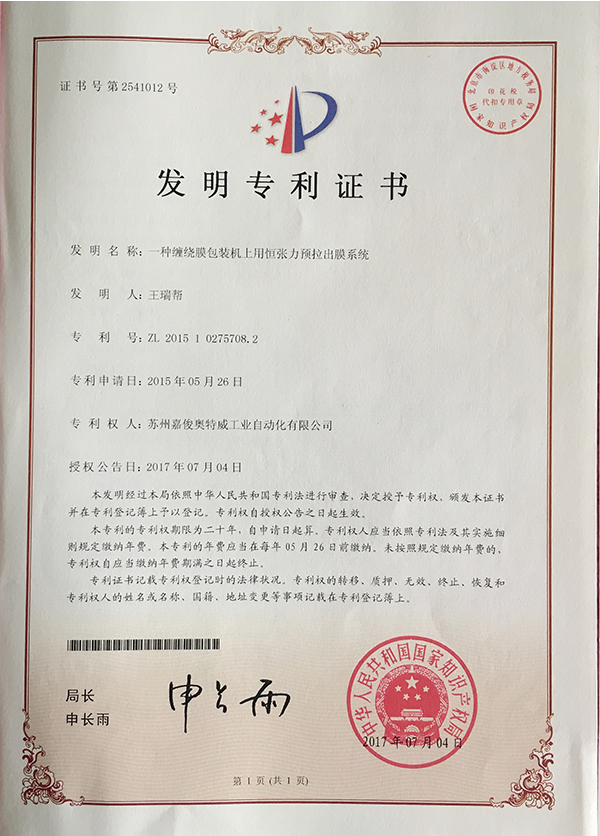 证书号第2541012号
印花税
代扣专用章
国家知识产权局
发明专利证书
发明名称：一种缠绕膜包装机上用恒张力预拉出膜系统
发明人：王瑞帮
专利号：ZL 2015 1 0275708.2
专利申请日：2015年05月26日
专利权人：苏州嘉俊奥特威工业自动化有限公司
授权公告日：2017年07月04日
本发明经过本局依照中华人民共和国专利法进行审查，决定授予专利权，颁发本证书
并在专利登记簿上予以登记。专利权自授权公告之日起生效。
本专利的专利权期限为二十年，自申请日起算。专利权人应当依照专利法及其实施细
则规定缴纳年费。本专利的年费应当在每年05月26日前缴纳。未按照规定缴纳年费的，
专利权自应当缴纳年费期满之日起终止。
专利证书记载专利权登记时的法律状况。专利权的转移、质押、无效、终止、恢复和
专利权人的姓名或名称、国籍、地址变更等事项记载在专利登记簿上。
局长
申长雨
申长雨
中华人民共和国国家知识产权局
2017年07月04日
第1页(共1页)